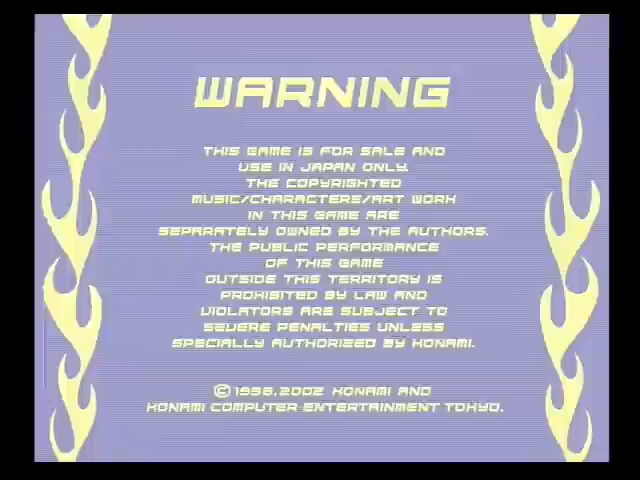 WARNING
THIS GAME IS FOR SALE AND
USE IN JAPAN ONLY.
THE COPYRIGHTED
MUSIC/CHARACTERS/ART WORK
IN THIS GAME ARE
SEPARATELY OWNED BY THE AUTHORS.
THE PUBLIC PERFORMANCE
OF THIS GAME
OUTSIDE THIS TERRITORY IS
PROHIBITED BY LAW AND
VIOLATORS ARE SUBJECT TO
SEVERE PENALTIES UNLESS
SPECIALLY AUTHORIZED BY KONAMI.
© 1998,2002 KONAMI AND
KONAMI COMPUTER ENTERTAINMENT TOKYO.